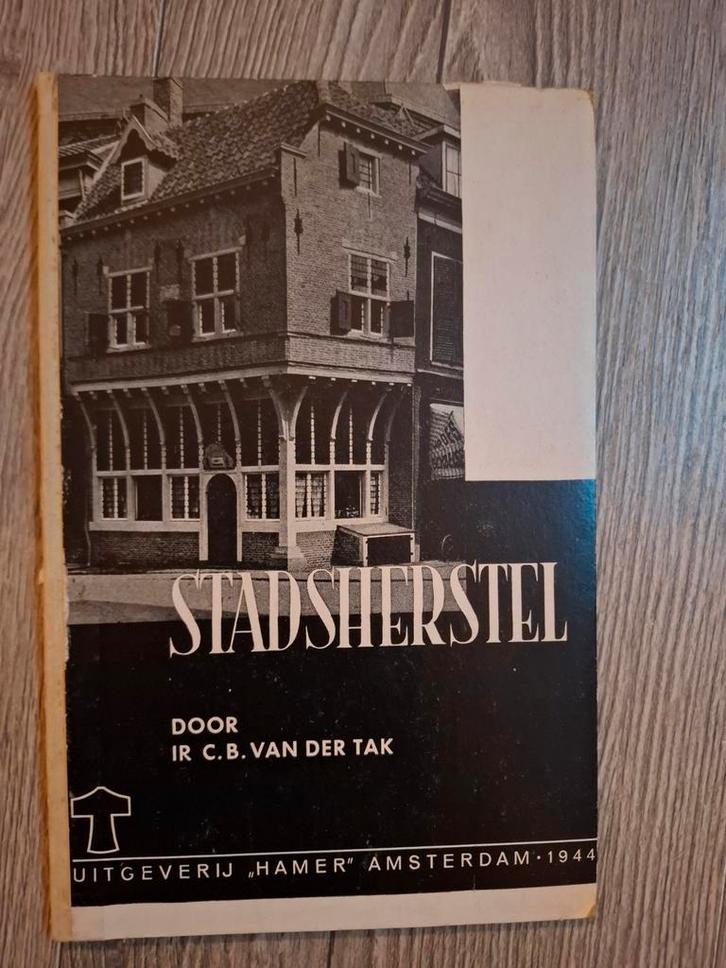 STADSHERSTEL
DOOR
IR C.B. VAN DER TAK
UITGEVERIJ „HAMER” AMSTERDAM · 1944